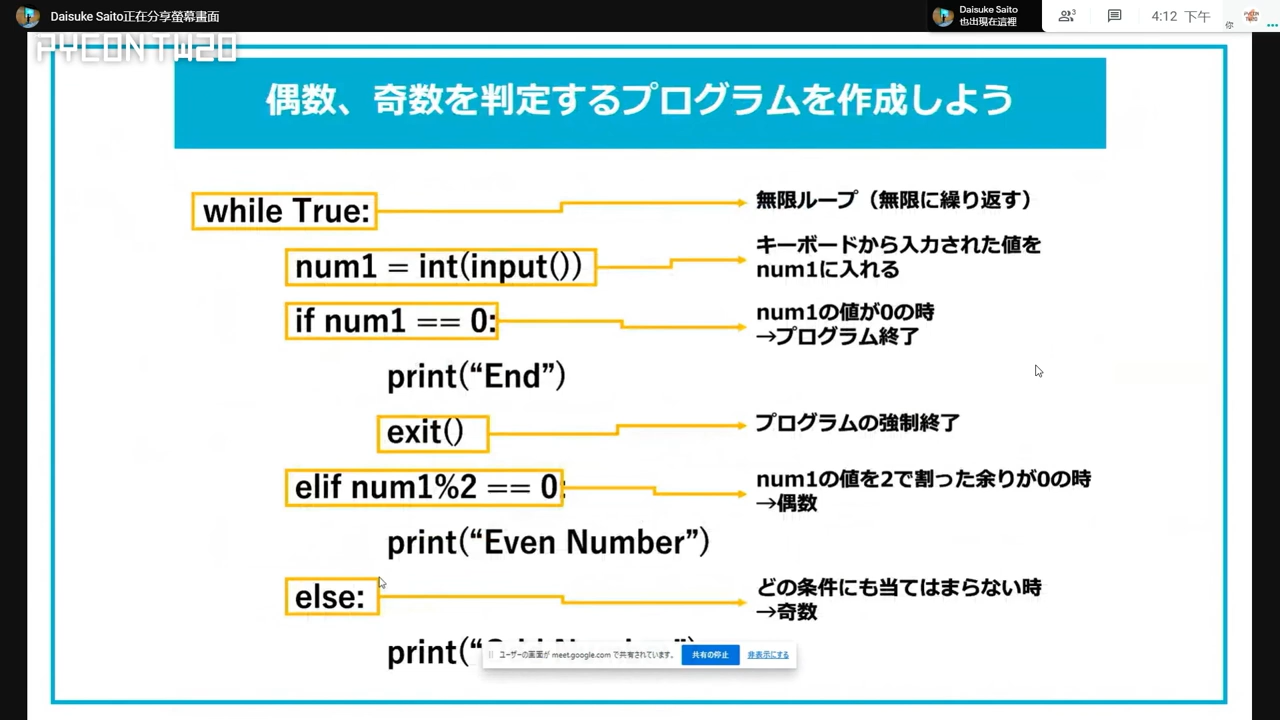 Daisuke Saito正在分享螢幕畫面
Daisuke Saito
也出現在這裡
3
4:12 下午
你
PYCON TW20
偶数、奇数を判定するプログラムを作成しよう
while True:
無限ループ（無限に繰り返す）
num1 = int(input())
キーボードから入力された値を
num1に入れる
if num1 == 0:
num1の値が0の時
→プログラム終了
print(“End”)
exit()
プログラムの強制終了
elif num1%2 == 0:
num1の値を2で割った余りが0の時
→偶数
print(“Even Number”)
else:
どの条件にも当てはまらない時
→奇数
print(“
ユーザーの画面が meet.google.com で共有されています。
共有の停止
非表示にする